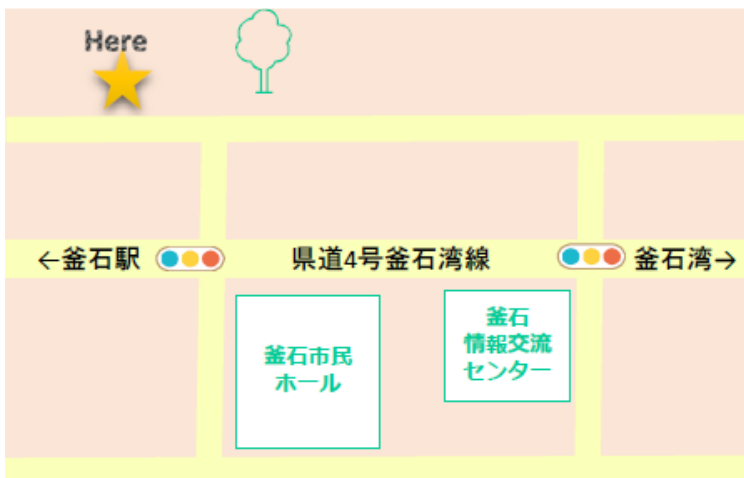 Here
←釜石駅
県道4号釜石湾線
釜石湾→
釜石市民
ホール
釜石
情報交流
センター